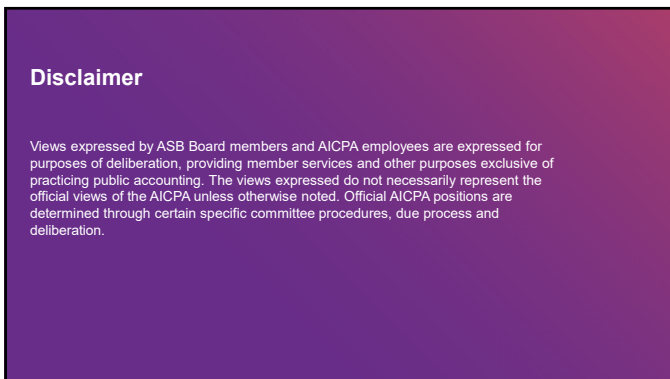 Disclaimer
Views expressed by ASB Board members and AICPA employees are expressed for
purposes of deliberation, providing member services and other purposes exclusive of
practicing public accounting. The views expressed do not necessarily represent the
official views of the AICPA unless otherwise noted. Official AICPA positions are
determined through certain specific committee procedures, due process and
deliberation.